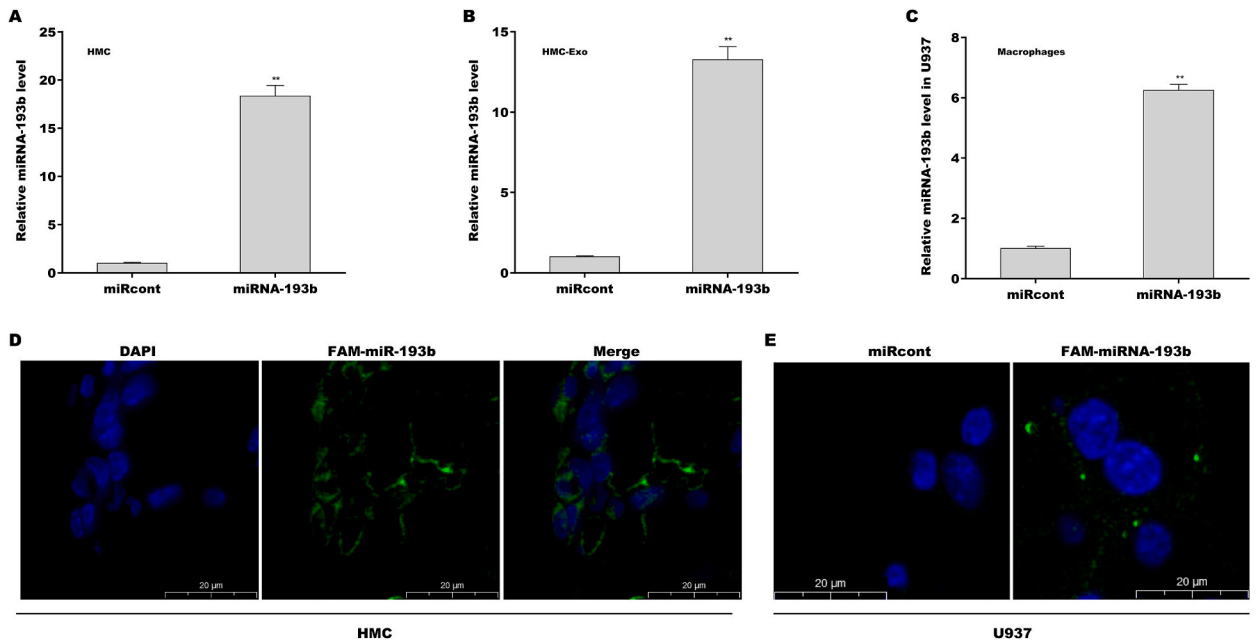 A
Relative miRNA-193b level
25
20
15
10
5
0
HMC
**
miRcont
miRNA-193b
B
Relative miRNA-193b level
15
10
5
0
HMC-Exo
**
miRcont
miRNA-193b
C
Relative miRNA-193b level in U937
8
6
4
2
0
Macrophages
**
miRcont
miRNA-193b
D
DAPI
FAM-miR-193b
Merge
20 µm
20 µm
20 µm
HMC
E
miRcont
FAM-miRNA-193b
20 µm
20 µm
U937